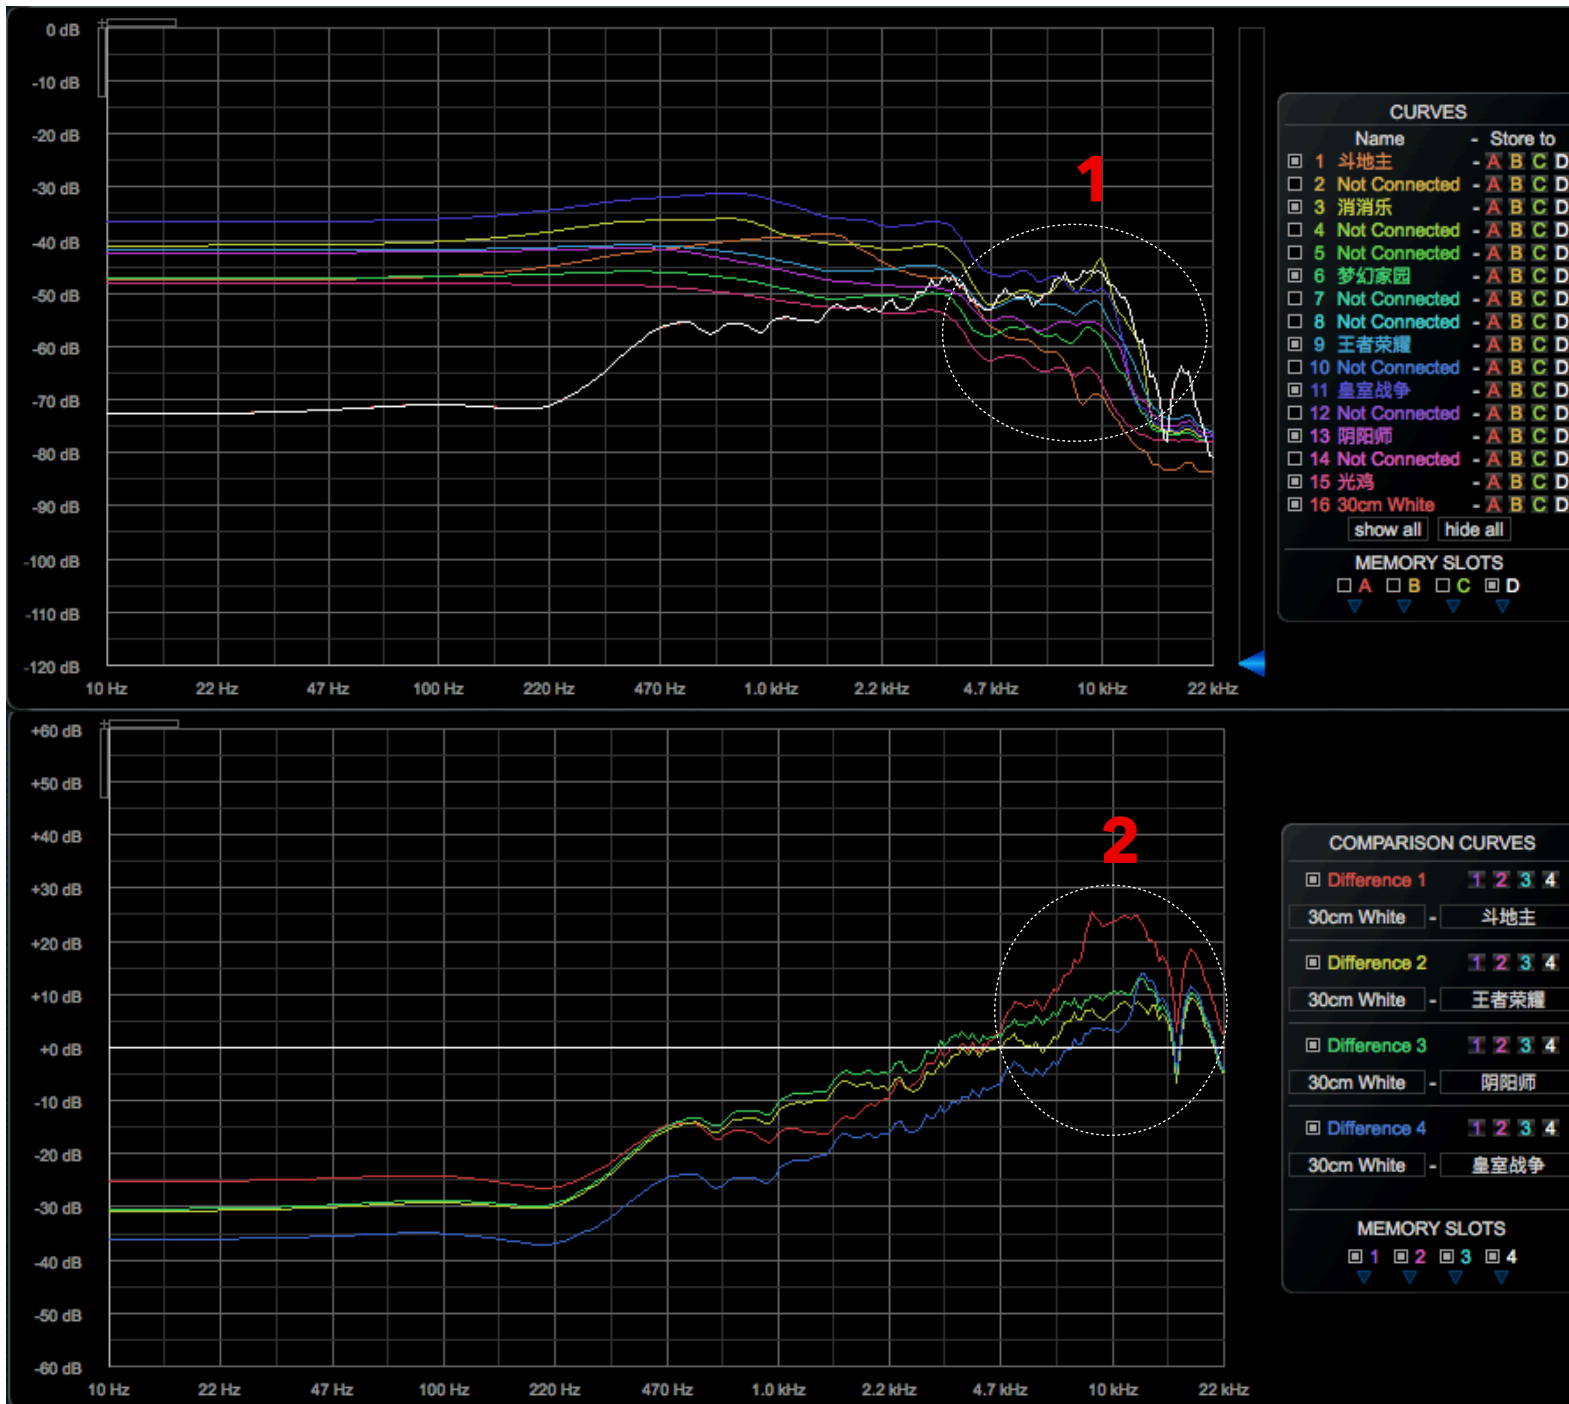 0 dB
-10 dB
-20 dB
-30 dB
-40 dB
-50 dB
-60 dB
-70 dB
-80 dB
-90 dB
-100 dB
-110 dB
-120 dB
10 Hz 22 Hz 47 Hz 100 Hz 220 Hz 470 Hz 1.0 kHz 2.2 kHz 4.7 kHz 10 kHz 22 kHz
1
CURVES
Name - Store to
1 斗地主 - A B C D
2 Not Connected - A B C D
3 消消乐 - A B C D
4 Not Connected - A B C D
5 Not Connected - A B C D
6 梦幻家园 - A B C D
7 Not Connected - A B C D
8 Not Connected - A B C D
9 王者荣耀 - A B C D
10 Not Connected - A B C D
11 皇室战争 - A B C D
12 Not Connected - A B C D
13 阴阳师 - A B C D
14 Not Connected - A B C D
15 光鸡 - A B C D
16 30cm White - A B C D
show all hide all
MEMORY SLOTS
A B C D
+60 dB
+50 dB
+40 dB
+30 dB
+20 dB
+10 dB
+0 dB
-10 dB
-20 dB
-30 dB
-40 dB
-50 dB
-60 dB
10 Hz 22 Hz 47 Hz 100 Hz 220 Hz 470 Hz 1.0 kHz 2.2 kHz 4.7 kHz 10 kHz 22 kHz
2
COMPARISON CURVES
Difference 1 1 2 3 4
30cm White - 斗地主
Difference 2 1 2 3 4
30cm White - 王者荣耀
Difference 3 1 2 3 4
30cm White - 阴阳师
Difference 4 1 2 3 4
30cm White - 皇室战争
MEMORY SLOTS
1 2 3 4